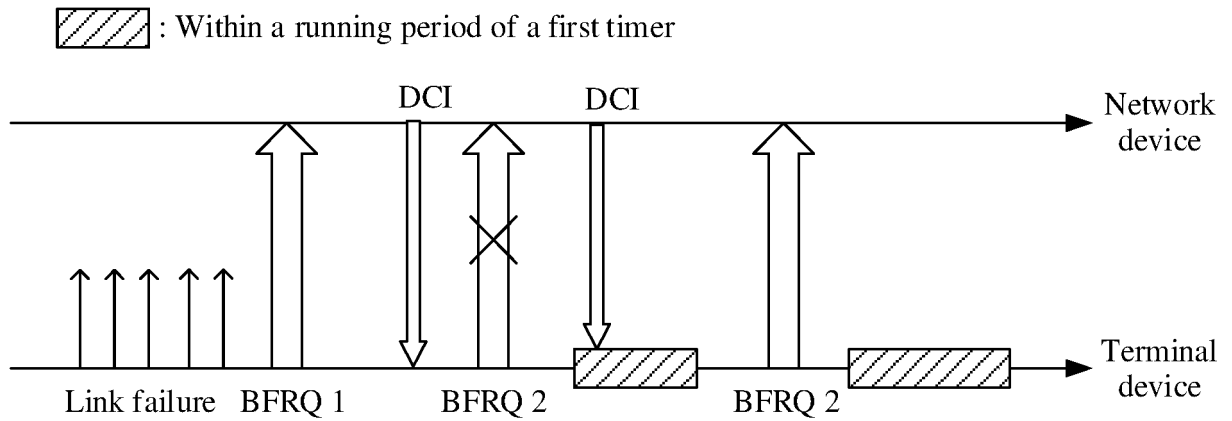 : Within a running period of a first timer
DCI
DCI
Network
device
Terminal
device
Link failure
BFRQ 1
BFRQ 2
BFRQ 2